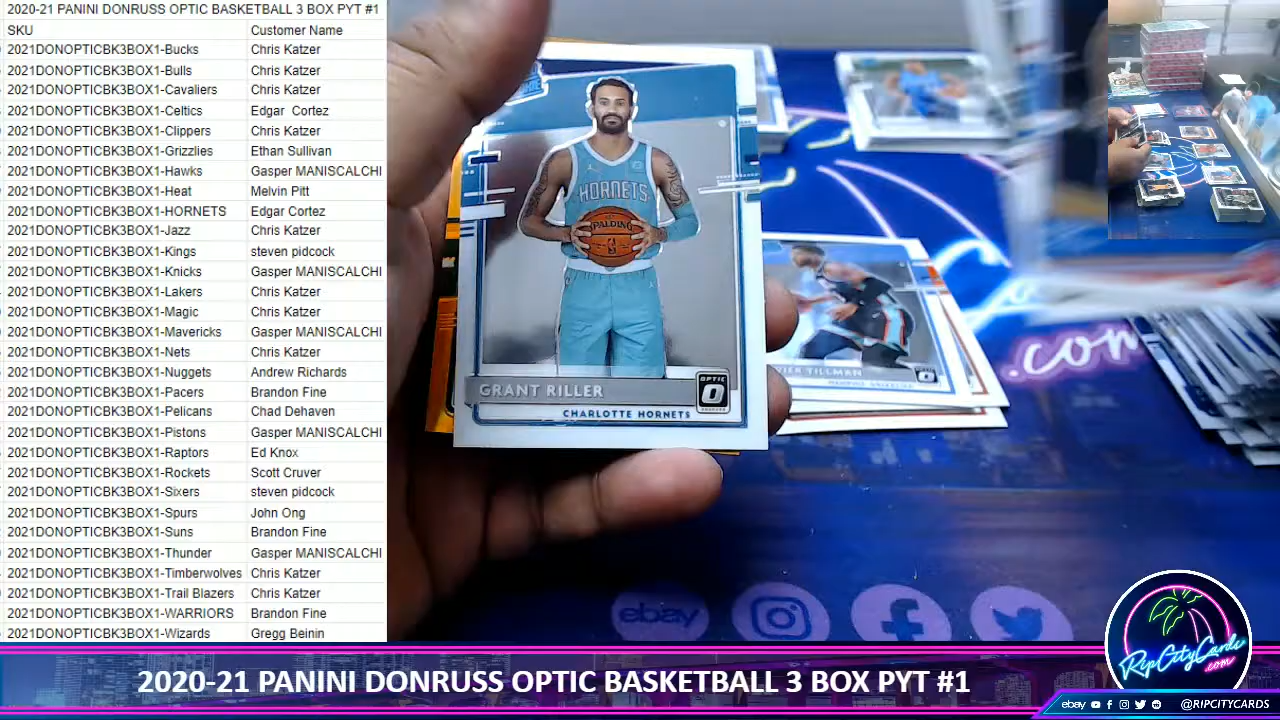 2020-21 PANINI DONRUSS OPTIC BASKETBALL 3 BOX PYT #1
SKU Customer Name
2021DONOPTICBK3BOX1-Bucks Chris Katzer
2021DONOPTICBK3BOX1-Bulls Chris Katzer
2021DONOPTICBK3BOX1-Cavaliers Chris Katzer
2021DONOPTICBK3BOX1-Celtics Edgar Cortez
2021DONOPTICBK3BOX1-Clippers Chris Katzer
2021DONOPTICBK3BOX1-Grizzlies Ethan Sullivan
2021DONOPTICBK3BOX1-Hawks Gasper MANISCALCHI
2021DONOPTICBK3BOX1-Heat Melvin Pitt
2021DONOPTICBK3BOX1-HORNETS Edgar Cortez
2021DONOPTICBK3BOX1-Jazz Chris Katzer
2021DONOPTICBK3BOX1-Kings steven pidcock
2021DONOPTICBK3BOX1-Knicks Gasper MANISCALCHI
2021DONOPTICBK3BOX1-Lakers Chris Katzer
2021DONOPTICBK3BOX1-Magic Chris Katzer
2021DONOPTICBK3BOX1-Mavericks Gasper MANISCALCHI
2021DONOPTICBK3BOX1-Nets Chris Katzer
2021DONOPTICBK3BOX1-Nuggets Andrew Richards
2021DONOPTICBK3BOX1-Pacers Brandon Fine
2021DONOPTICBK3BOX1-Pelicans Chad Dehaven
2021DONOPTICBK3BOX1-Pistons Gasper MANISCALCHI
2021DONOPTICBK3BOX1-Raptors Ed Knox
2021DONOPTICBK3BOX1-Rockets Scott Cruver
2021DONOPTICBK3BOX1-Sixers steven pidcock
2021DONOPTICBK3BOX1-Spurs John Ong
2021DONOPTICBK3BOX1-Suns Brandon Fine
2021DONOPTICBK3BOX1-Thunder Gasper MANISCALCHI
2021DONOPTICBK3BOX1-Timberwolves Chris Katzer
2021DONOPTICBK3BOX1-Trail Blazers Chris Katzer
2021DONOPTICBK3BOX1-WARRIORS Brandon Fine
2021DONOPTICBK3BOX1-Wizards Gregg Beinin
HORNETS
SPALDING
GRANT RILLER
OPTIC
CHARLOTTE HORNETS
TILLMAN
.com
ebay
2020-21 PANINI DONRUSS OPTIC BASKETBALL 3 BOX PYT #1
RipCityCards
.com
ebay @RIPCITYCARDS